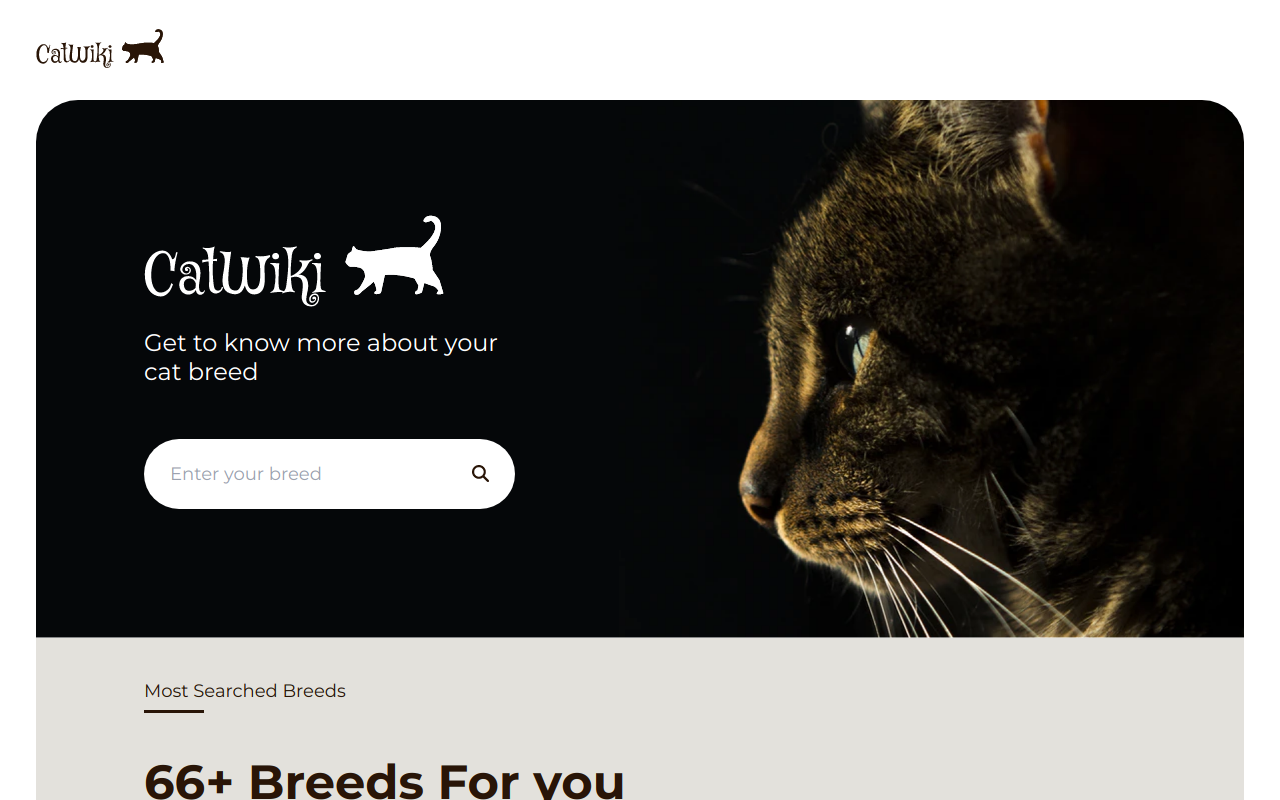 CatWiki
CatWiki
Get to know more about your
cat breed
Enter your breed
Most Searched Breeds
66+ Breeds For you